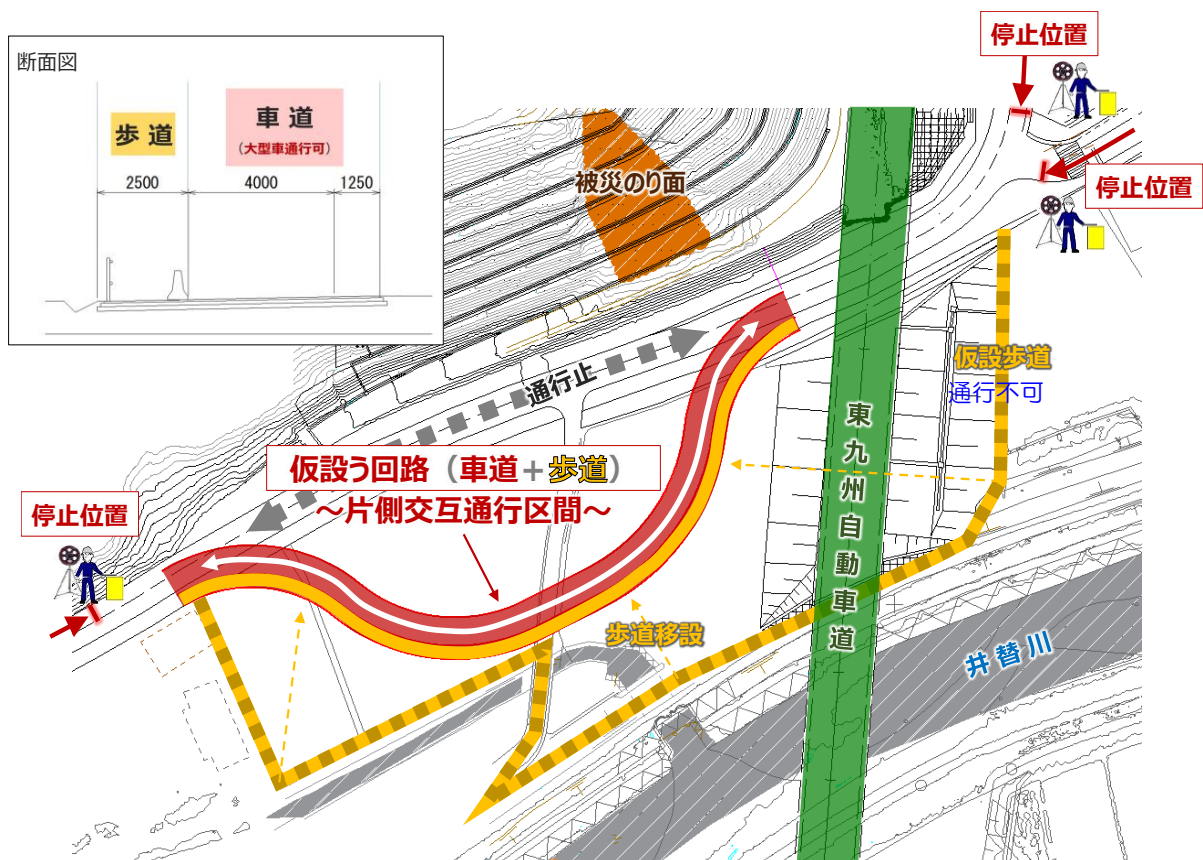 断面図
歩道
車道
（大型車通行可）
2500
4000
1250
停止位置
停止位置
被災のり面
通行止
仮設歩道
通行不可
東九州自動車道
仮設う回路（車道＋歩道）
～片側交互通行区間～
停止位置
歩道移設
井替川